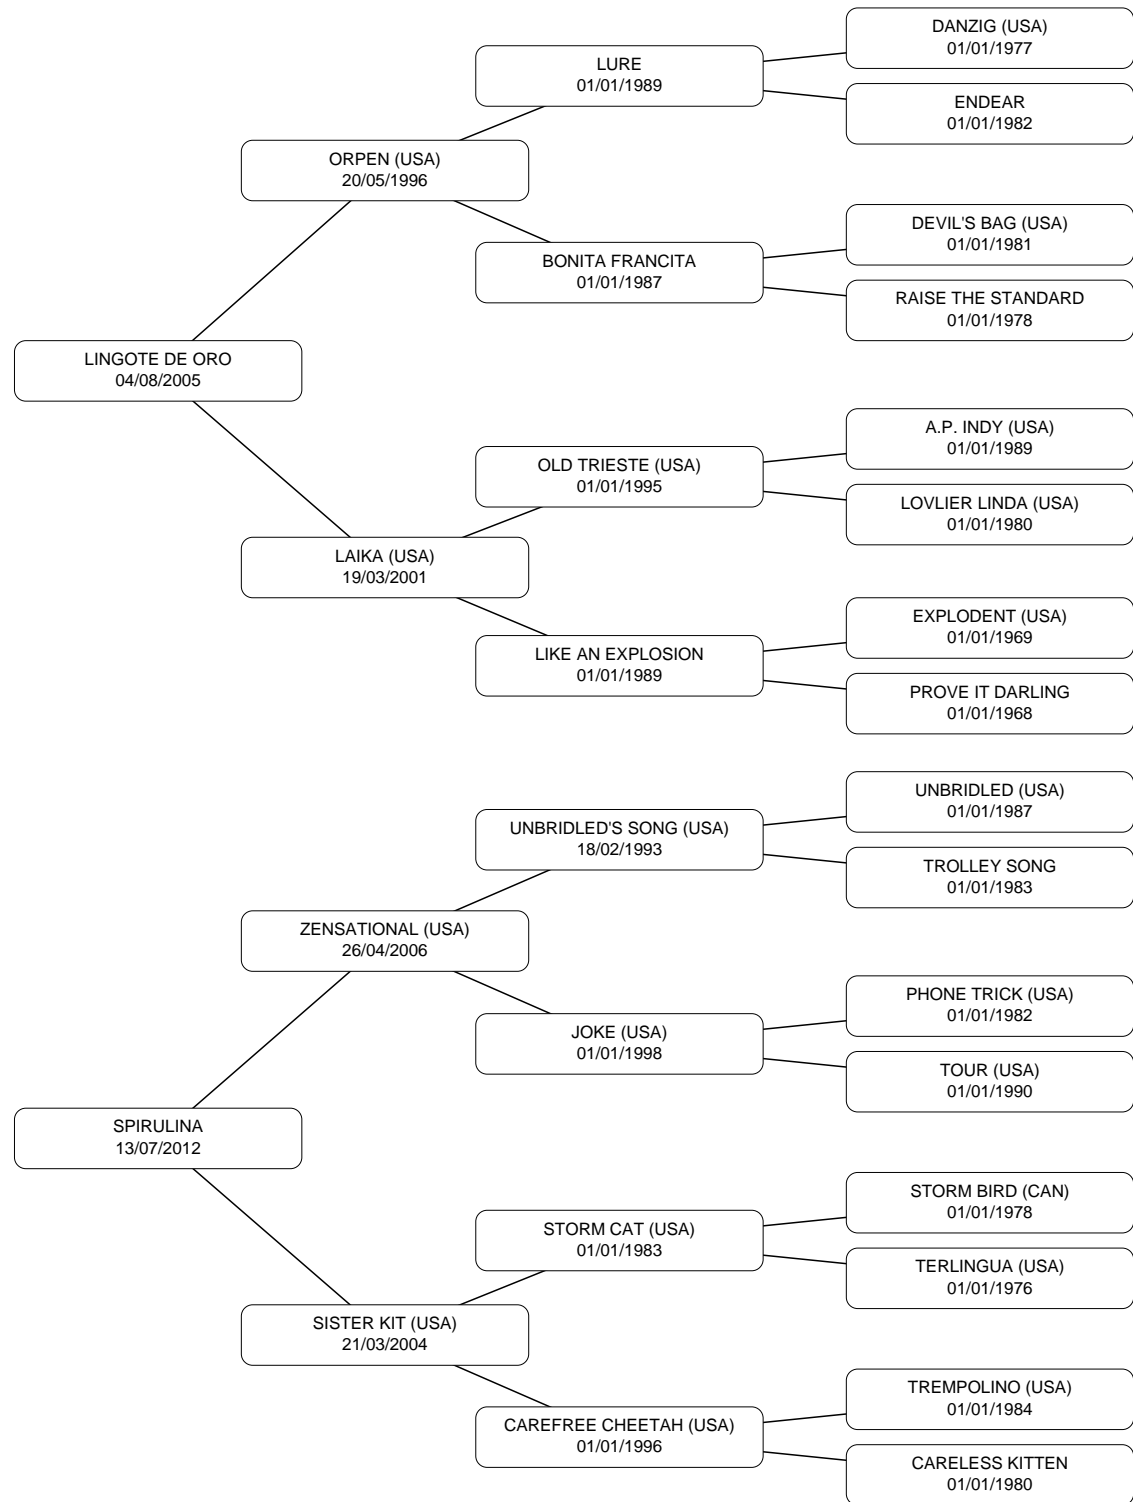 DANZIG (USA)
01/01/1977
LURE
01/01/1989
ENDEAR
01/01/1982
ORPEN (USA)
20/05/1996
DEVIL'S BAG (USA)
01/01/1981
BONITA FRANCITA
01/01/1987
RAISE THE STANDARD
01/01/1978
LINGOTE DE ORO
04/08/2005
A.P. INDY (USA)
01/01/1989
OLD TRIESTE (USA)
01/01/1995
LOVLIER LINDA (USA)
01/01/1980
LAIKA (USA)
19/03/2001
EXPLODENT (USA)
01/01/1969
LIKE AN EXPLOSION
01/01/1989
PROVE IT DARLING
01/01/1968
UNBRIDLED (USA)
01/01/1987
UNBRIDLED'S SONG (USA)
18/02/1993
TROLLEY SONG
01/01/1983
ZENSATIONAL (USA)
26/04/2006
PHONE TRICK (USA)
01/01/1982
JOKE (USA)
01/01/1998
TOUR (USA)
01/01/1990
SPIRULINA
13/07/2012
STORM BIRD (CAN)
01/01/1978
STORM CAT (USA)
01/01/1983
TERLINGUA (USA)
01/01/1976
SISTER KIT (USA)
21/03/2004
TREMPOLINO (USA)
01/01/1984
CAREFREE CHEETAH (USA)
01/01/1996
CARELESS KITTEN
01/01/1980